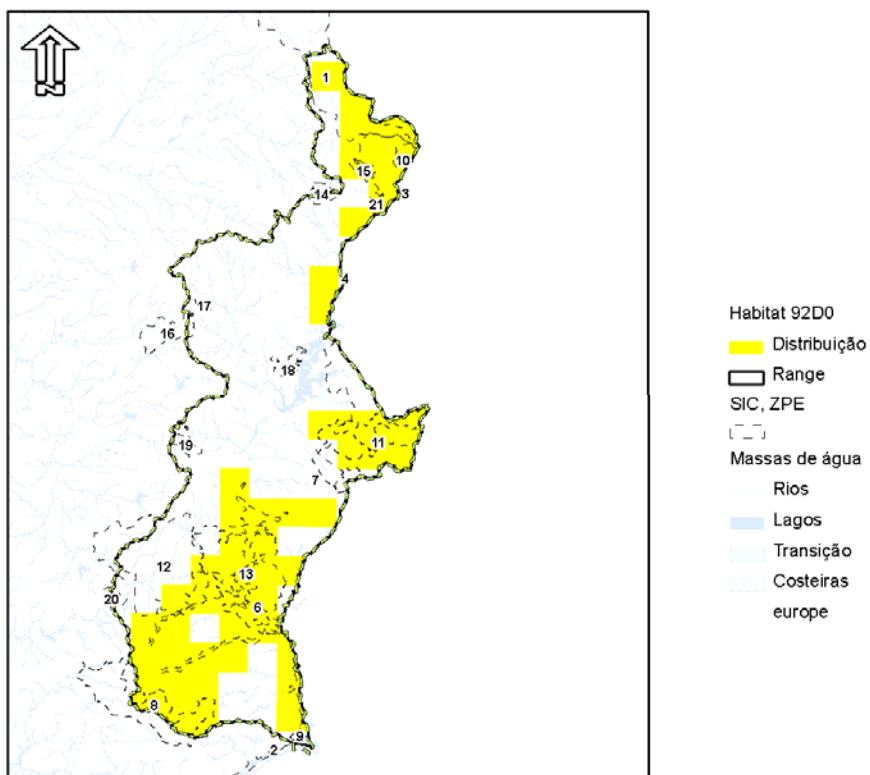 N
1
10
15
3
14
21
4
17
16
18
19
11
7
12
13
20
6
8
9
2
Habitat 92D0
Distribuição
Range
SIC, ZPE
Massas de água
Rios
Lagos
Transição
Costeiras
europe